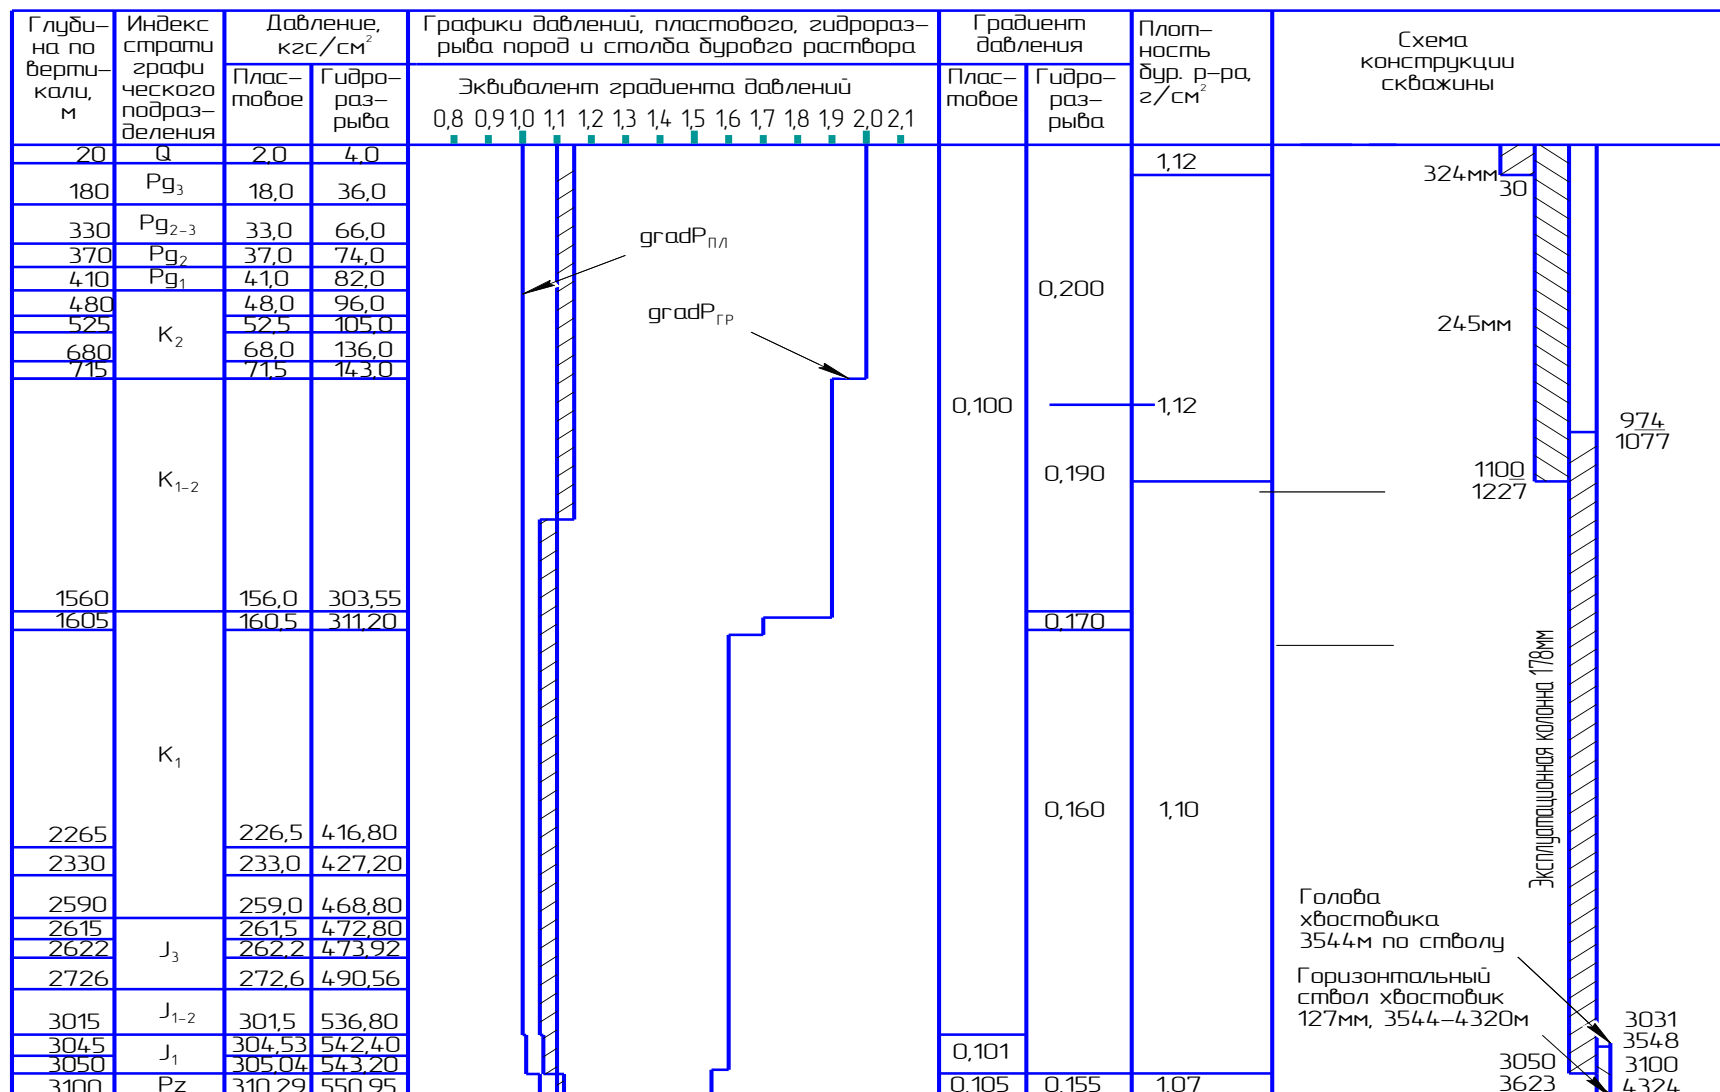 Глуби-
на по
верти-
кали,
м
Индекс
страти
графи
ческого
подраз-
деления
Давление,
кгс/см²
Плас-
товое
Гидро-
раз-
рыва
Графики давлений, пластового, гидрораз-
рыва пород и столба бурового раствора
Эквивалент градиента давлений
0,8 0,9 1,0 1,1 1,2 1,3 1,4 1,5 1,6 1,7 1,8 1,9 2,0 2,1
Градиент
давления
Плас-
товое
Гидро-
раз-
рыва
Плот-
ность
бур. р-ра,
г/см²
Схема
конструкции
скважины
20 Q 2,0 4,0
180 Pg₃ 18,0 36,0
330 Pg₂₋₃ 33,0 66,0
370 Pg₂ 37,0 74,0
410 Pg₁ 41,0 82,0
480 48,0 96,0
525 52,5 105,0
K₂
680 68,0 136,0
715 71,5 143,0
K₁₋₂
1560 156,0 303,55
1605 160,5 311,20
K₁
2265 226,5 416,80
2330 233,0 427,20
2590 259,0 468,80
2615 261,5 472,80
2622 J₃ 262,2 473,92
2726 272,6 490,56
3015 J₁₋₂ 301,5 536,80
3045 304,53 542,40
J₁
3050 305,04 543,20
3100 Pz 310,29 550,95
gradPПЛ
gradPГР
0,100
0,101
0,105
0,200
0,190
0,170
0,160
0,155
1,12
1,12
1,10
1,07
324мм
30
245мм
974
1077
1100
1227
Эксплуатационная колонна 178мм
Голова
хвостовика
3544м по стволу
Горизонтальный
ствол хвостовик
127мм, 3544-4320м
3031
3548
3050
3623
3100
4324